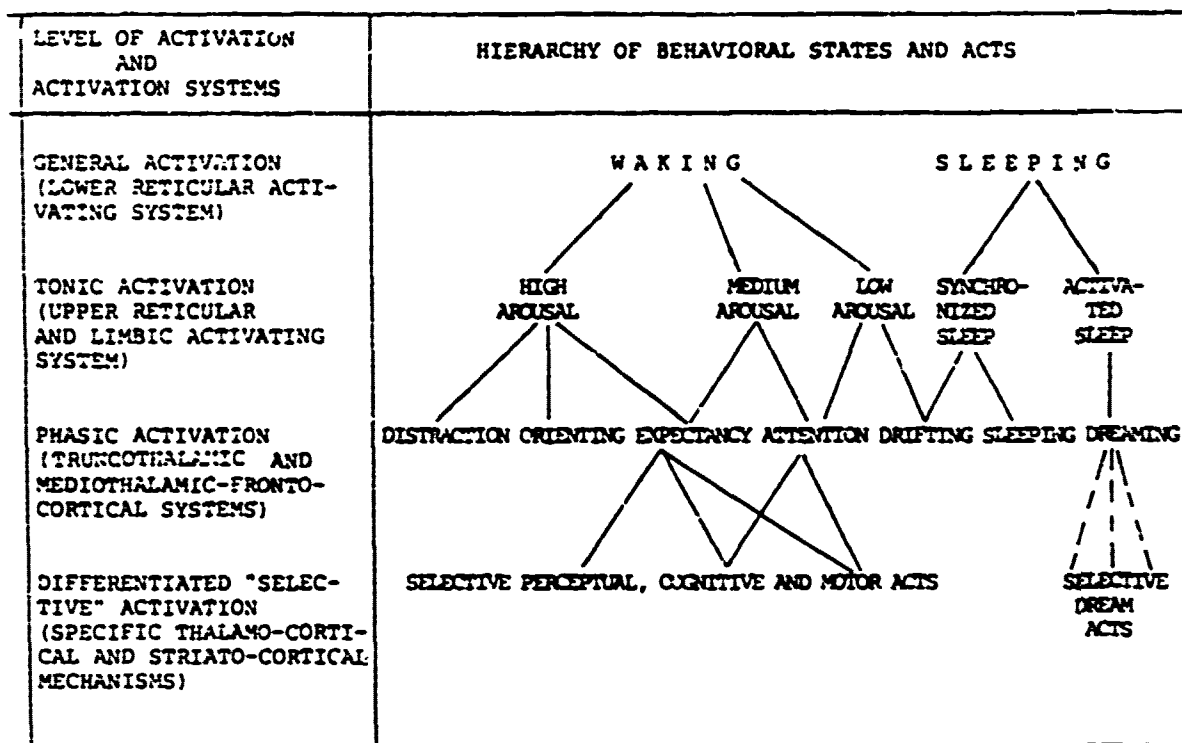 LEVEL OF ACTIVATION
AND
ACTIVATION SYSTEMS
HIERARCHY OF BEHAVIORAL STATES AND ACTS
GENERAL ACTIVATION
(LOWER RETICULAR ACTI-
VATING SYSTEM)
W A K I N G
S L E E P I N G
TONIC ACTIVATION
(UPPER RETICULAR
AND LIMBIC ACTIVATING
SYSTEM)
HIGH
AROUSAL
MEDIUM
AROUSAL
LOW
AROUSAL
SYNCHRO-
NIZED
SLEEP
ACTIVA-
TED
SLEEP
PHASIC ACTIVATION
(TRUNCOTHALAMIC AND
MEDIOTHALAMIC-FRONTO-
CORTICAL SYSTEMS)
DISTRACTION ORIENTING EXPECTANCY ATTENTION DRIFTING SLEEPING DREAMING
DIFFERENTIATED "SELEC-
TIVE" ACTIVATION
(SPECIFIC THALAMO-CORTI-
CAL AND STRIATO-CORTICAL
MECHANISMS)
SELECTIVE PERCEPTUAL, COGNITIVE AND MOTOR ACTS
SELECTIVE
DREAM
ACTS